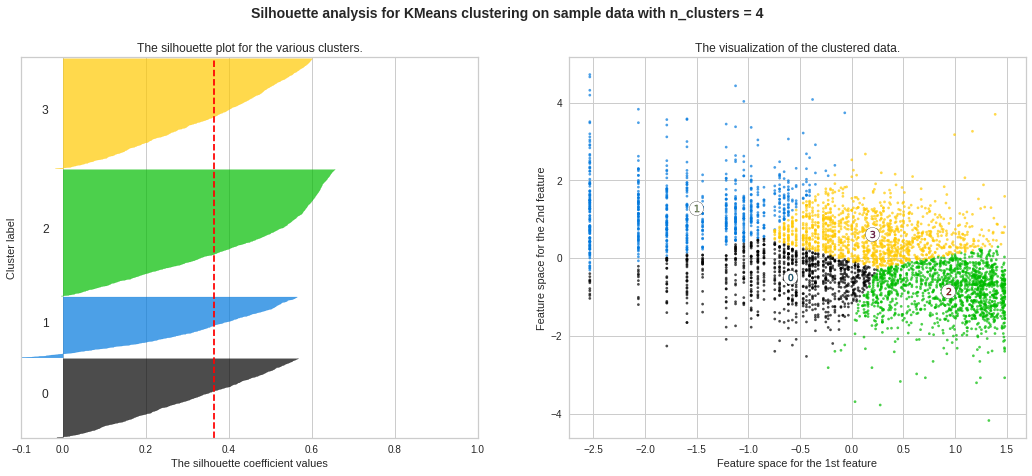 Silhouette analysis for KMeans clustering on sample data with n_clusters = 4
The silhouette plot for the various clusters.
3
2
1
0
Cluster label
-0.1 0.0 0.2 0.4 0.6 0.8 1.0
The silhouette coefficient values
The visualization of the clustered data.
4
2
0
−2
−4
Feature space for the 2nd feature
1
3
0
2
−2.5 −2.0 −1.5 −1.0 −0.5 0.0 0.5 1.0 1.5
Feature space for the 1st feature